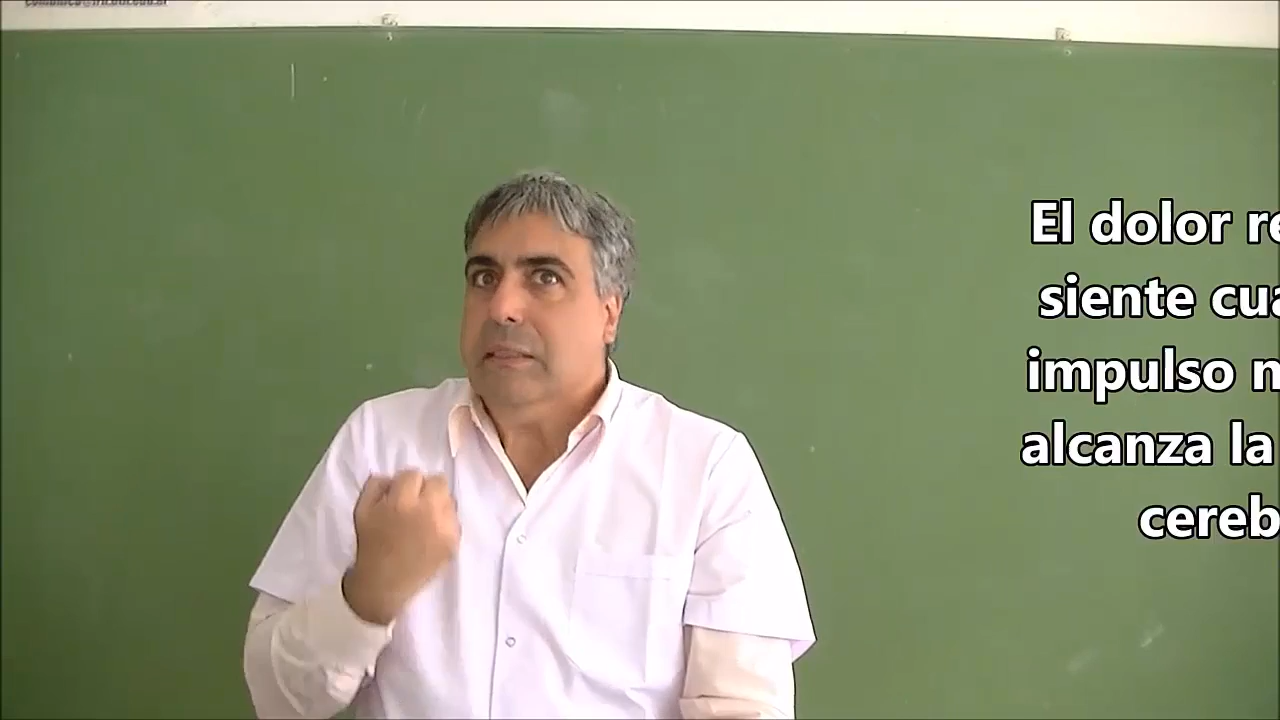 El dolor re
siente cua
impulso n
alcanza la
cereb